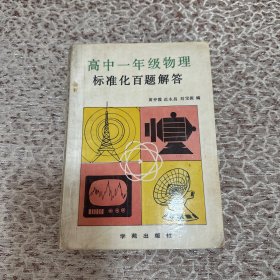 高中一年级物理
标准化百题解答
编
学苑出版社